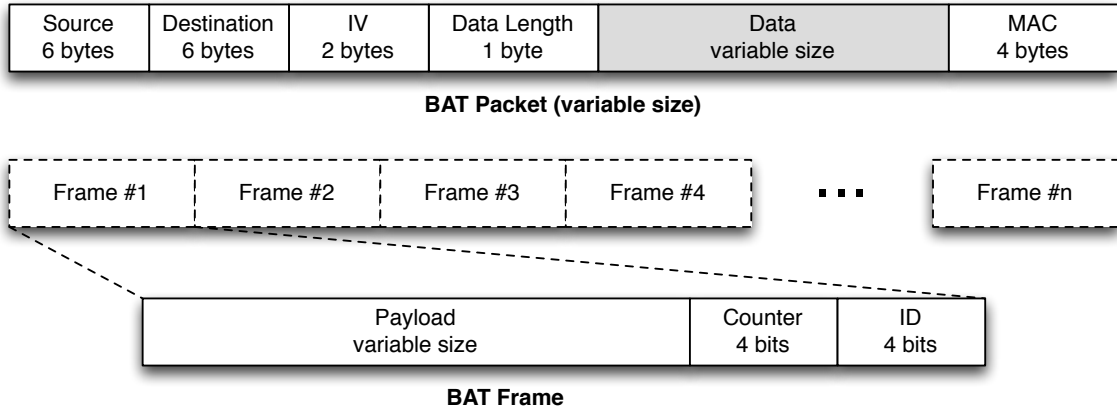 Source Destination IV Data Length Data MAC
6 bytes 6 bytes 2 bytes 1 byte variable size 4 bytes
BAT Packet (variable size)
Frame #1 Frame #2 Frame #3 Frame #4 ... Frame #n
Payload Counter ID
variable size 4 bits 4 bits
BAT Frame